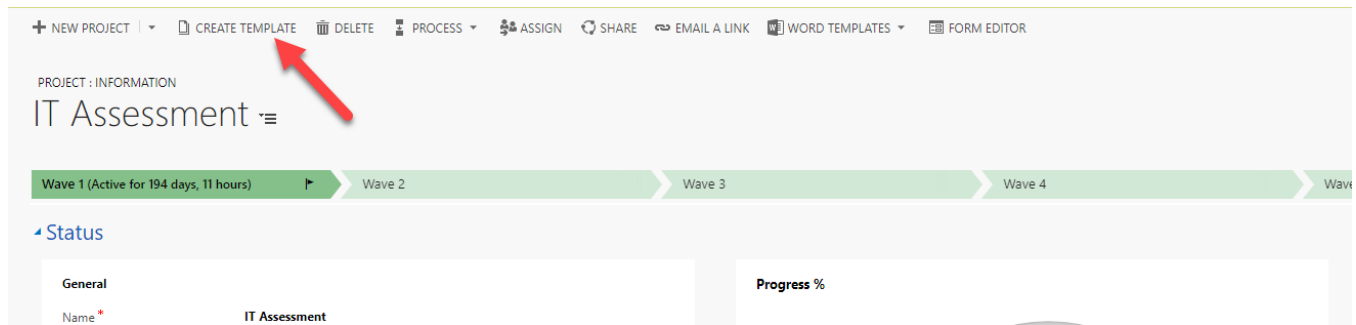 NEW PROJECT CREATE TEMPLATE DELETE PROCESS ASSIGN SHARE EMAIL A LINK WORD TEMPLATES FORM EDITOR
PROJECT : INFORMATION
IT Assessment
Wave 1 (Active for 194 days, 11 hours) Wave 2 Wave 3 Wave 4 Wave
Status
General Progress %
Name * IT Assessment